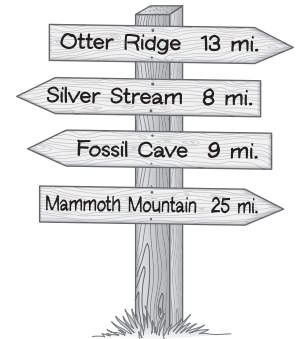 Otter Ridge 13 mi.
Silver Stream 8 mi.
Fossil Cave 9 mi.
Mammoth Mountain 25 mi.